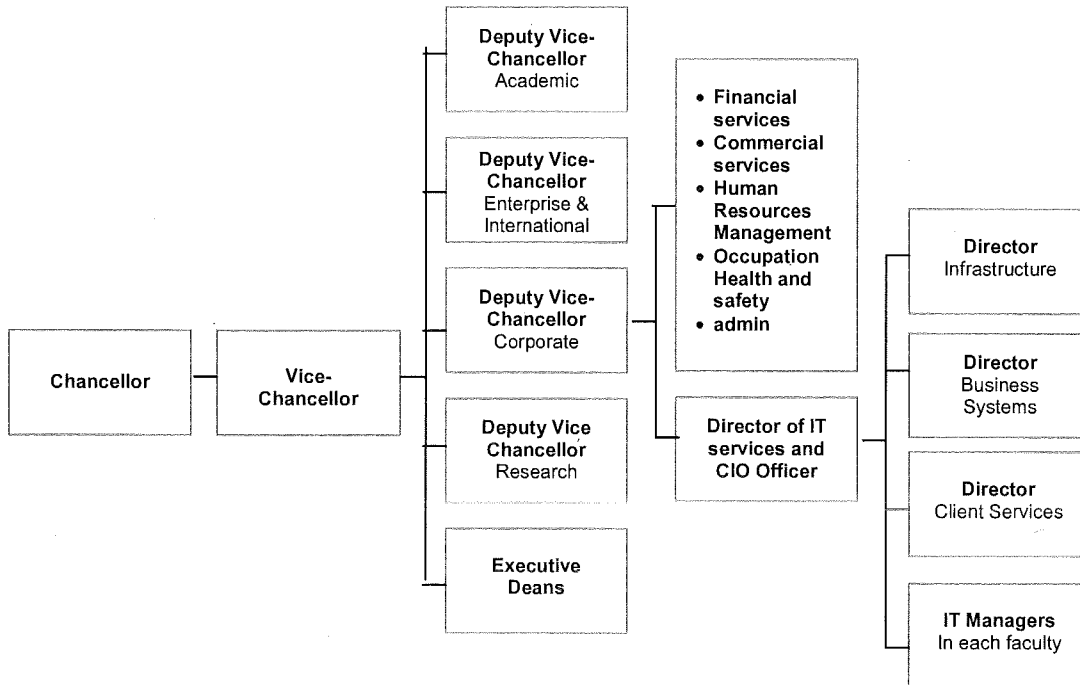 Chancellor
Vice-
Chancellor
Deputy Vice-
Chancellor
Academic
Deputy Vice-
Chancellor
Enterprise &
International
Deputy Vice-
Chancellor
Corporate
Deputy Vice
Chancellor
Research
Executive
Deans
• Financial
services
• Commercial
services
• Human
Resources
Management
• Occupation
Health and
safety
• admin
Director of IT
services and
CIO Officer
Director
Infrastructure
Director
Business
Systems
Director
Client Services
IT Managers
In each faculty